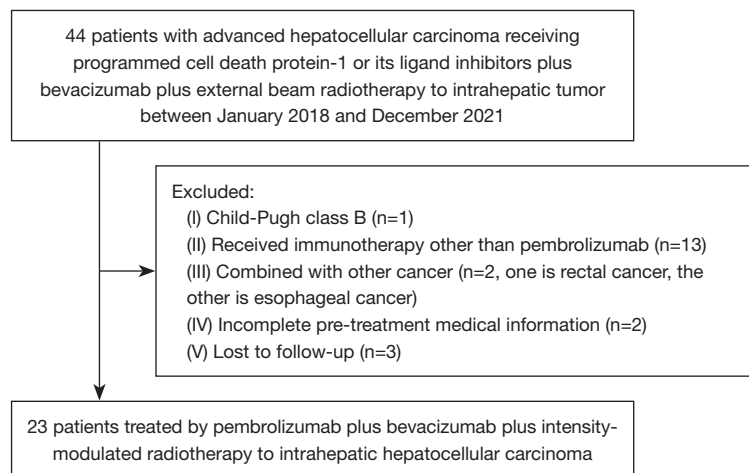 44 patients with advanced hepatocellular carcinoma receiving
programmed cell death protein-1 or its ligand inhibitors plus
bevacizumab plus external beam radiotherapy to intrahepatic tumor
between January 2018 and December 2021
Excluded:
(I) Child-Pugh class B (n=1)
(II) Received immunotherapy other than pembrolizumab (n=13)
(III) Combined with other cancer (n=2, one is rectal cancer, the
other is esophageal cancer)
(IV) Incomplete pre-treatment medical information (n=2)
(V) Lost to follow-up (n=3)
23 patients treated by pembrolizumab plus bevacizumab plus intensity-
modulated radiotherapy to intrahepatic hepatocellular carcinoma